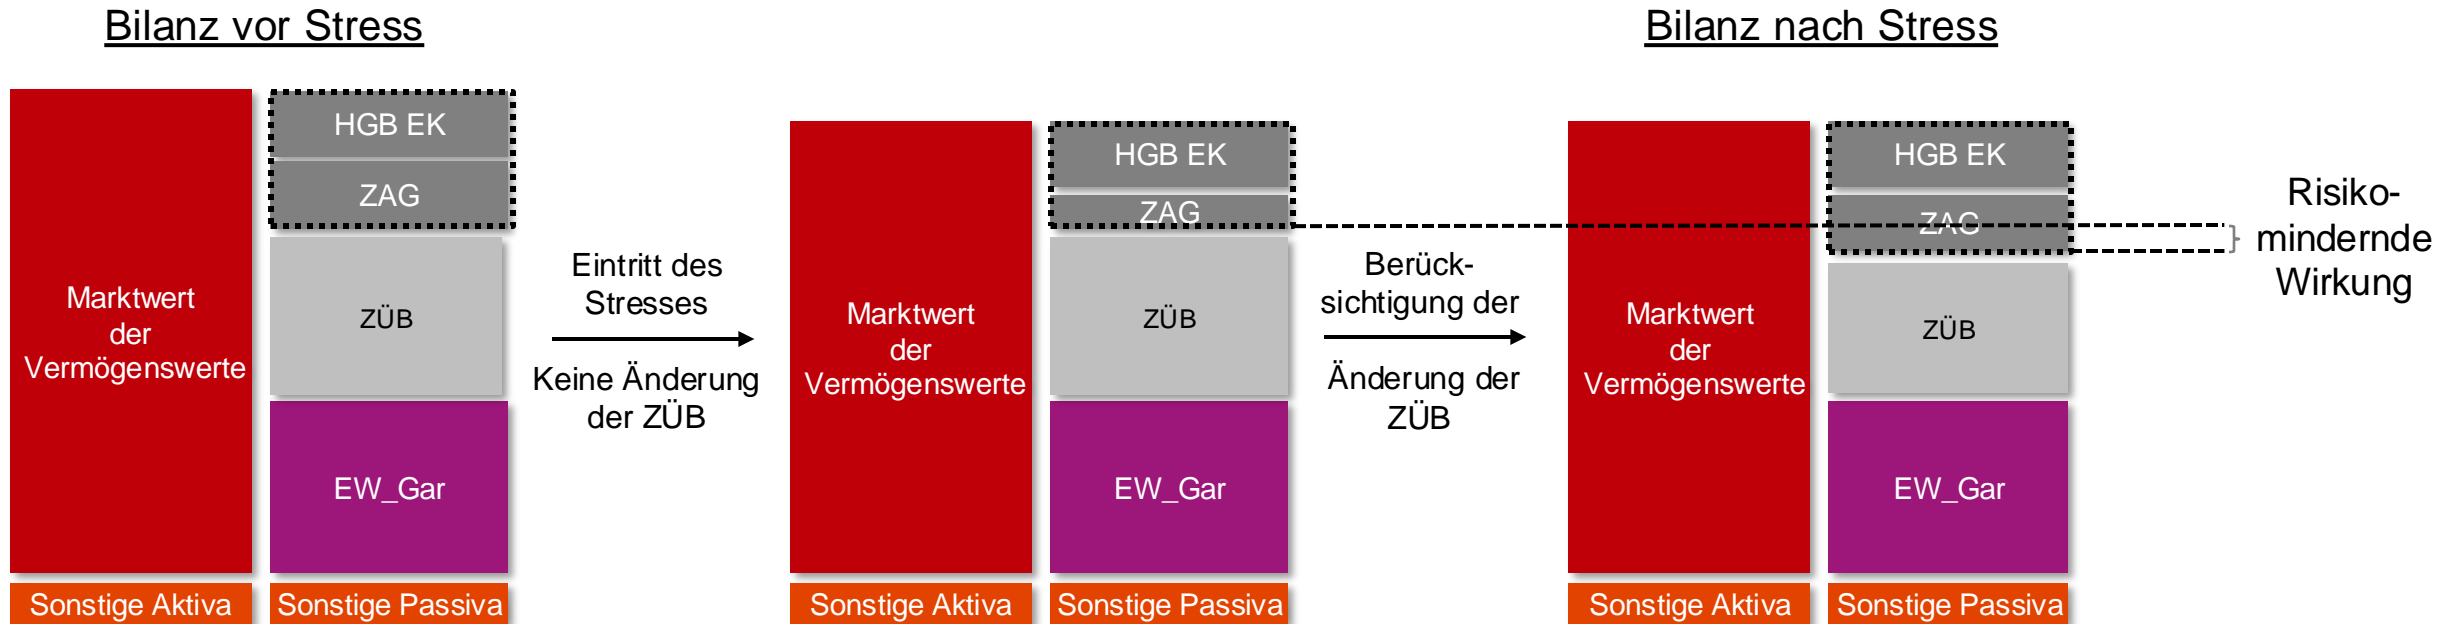 Bilanz vor Stress
Bilanz nach Stress
HGB EK
ZAG
ZÜB
EW_Gar
Marktwert
der
Vermögenswerte
Sonstige Aktiva
Sonstige Passiva
Eintritt des
Stresses
Keine Änderung
der ZÜB
HGB EK
ZAG
ZÜB
EW_Gar
Marktwert
der
Vermögenswerte
Sonstige Aktiva
Sonstige Passiva
Berück-
sichtigung der
Änderung der
ZÜB
HGB EK
ZAG
ZÜB
EW_Gar
Marktwert
der
Vermögenswerte
Sonstige Aktiva
Sonstige Passiva
Risiko-
mindernde
Wirkung